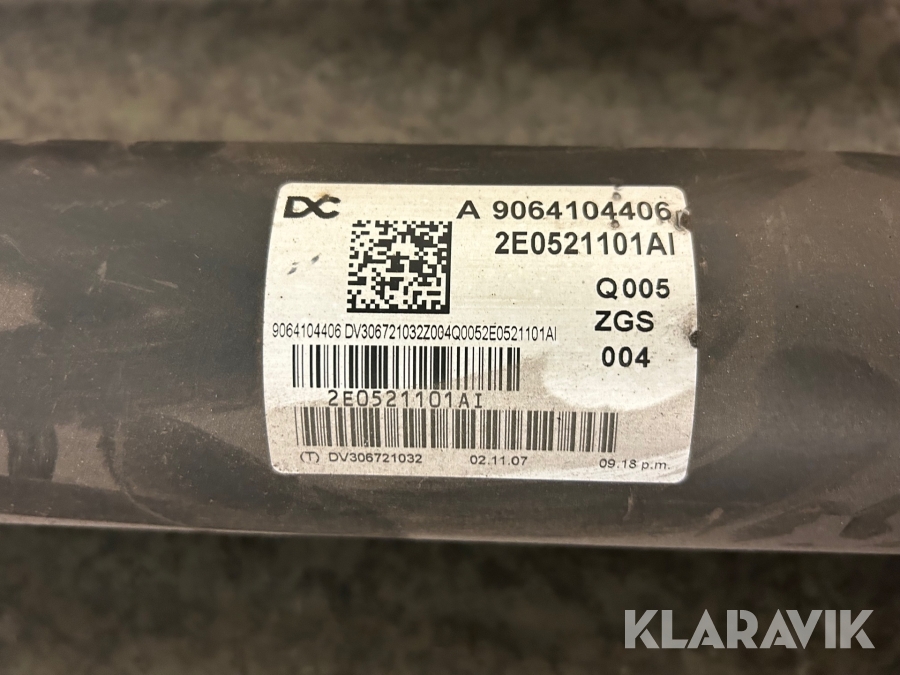 DC A 9064104406
2E0521101AI
Q005
ZGS
004
9064104406 DV306721032Z004Q0052E0521101AI
2E0521101AI
(T) DV306721032 02.11.07 09.18 p.m.
KLARAVIK